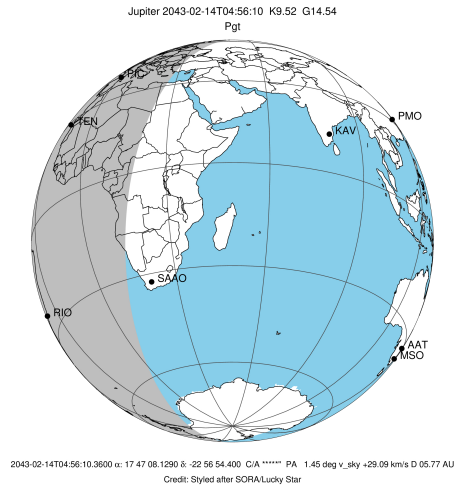 Jupiter 2043-02-14T04:56:10 K9.52 G14.54
Pgt
PIC
TEN
PMO
KAV
SAAO
RIO
AAT
MSO
2043-02-14T04:56:10.3600 α: 17 47 08.1290 δ: -22 56 54.400 C/A *****" PA 1.45 deg v_sky +29.09 km/s D 05.77 AU
Credit: Styled after SORA/Lucky Star